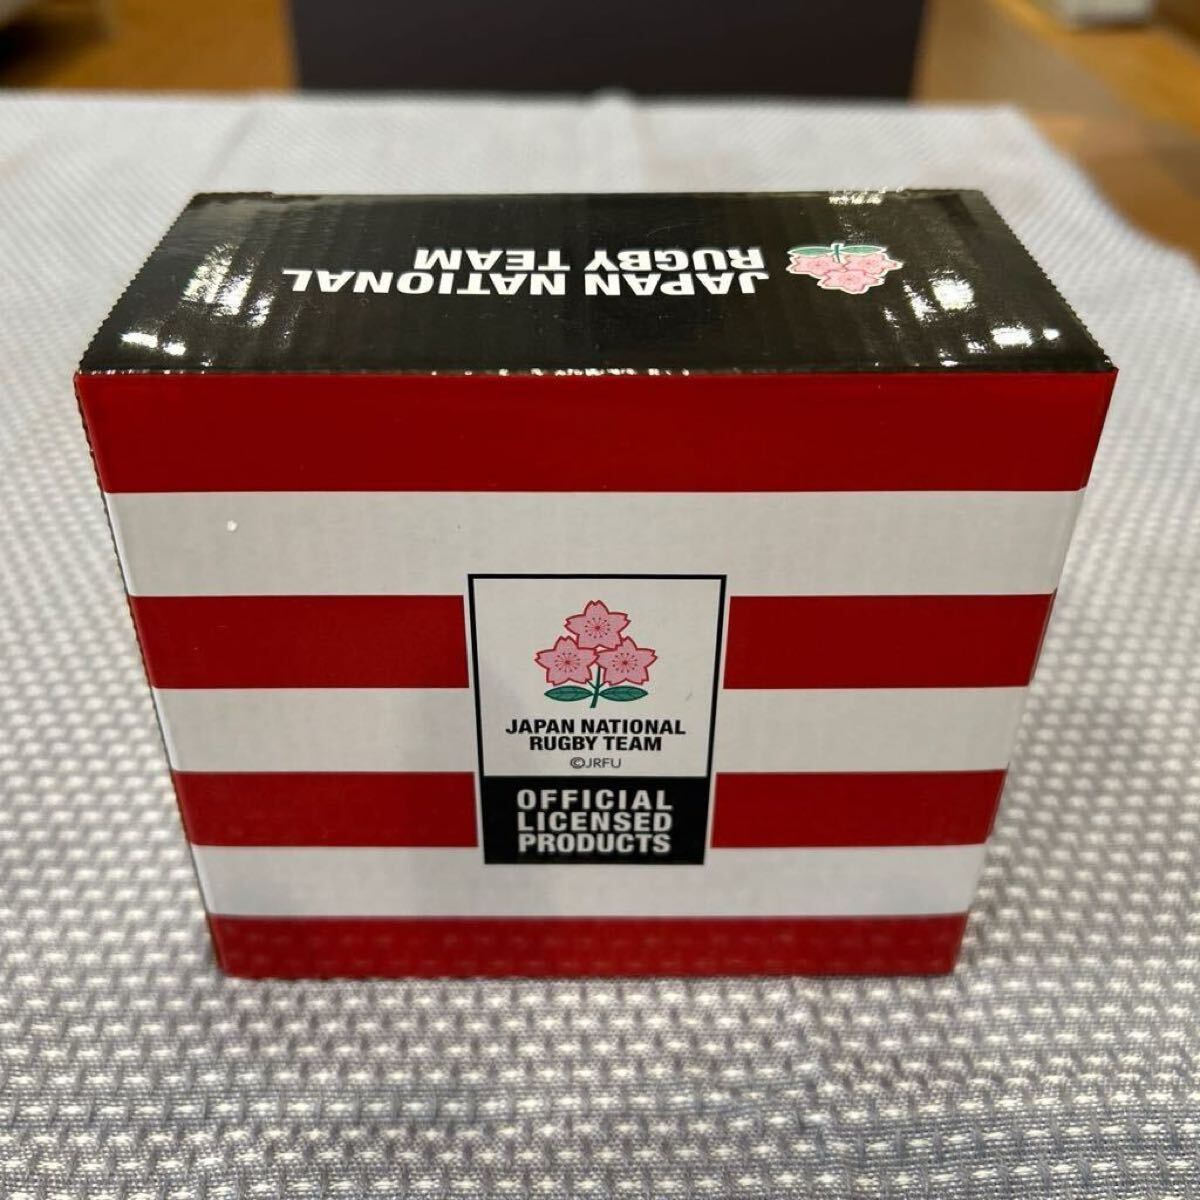 JAPAN NATIONAL
RUGBY TEAM
JAPAN NATIONAL
RUGBY TEAM
©JRFU
OFFICIAL
LICENSED
PRODUCTS